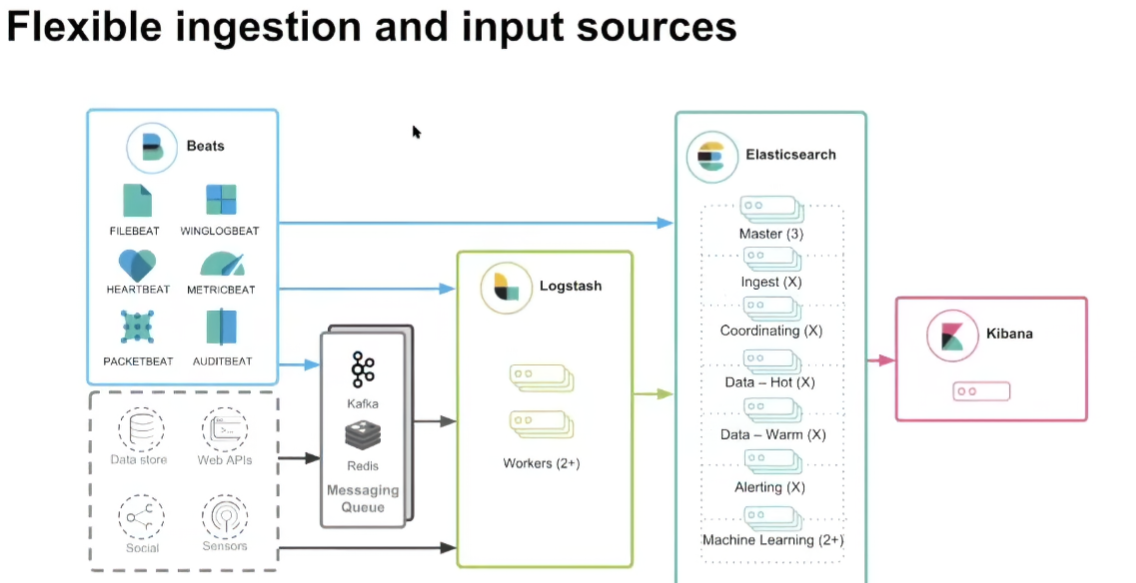 Flexible ingestion and input sources
Beats
FILEBEAT
WINGLOGBEAT
HEARTBEAT
METRICBEAT
PACKETBEAT
AUDITBEAT
Data store
Web APIs
Social
Sensors
Kafka
Redis
Messaging
Queue
Logstash
Workers (2+)
Elasticsearch
Master (3)
Ingest (X)
Coordinating (X)
Data – Hot (X)
Data – Warm (X)
Alerting (X)
Machine Learning (2+)
Kibana